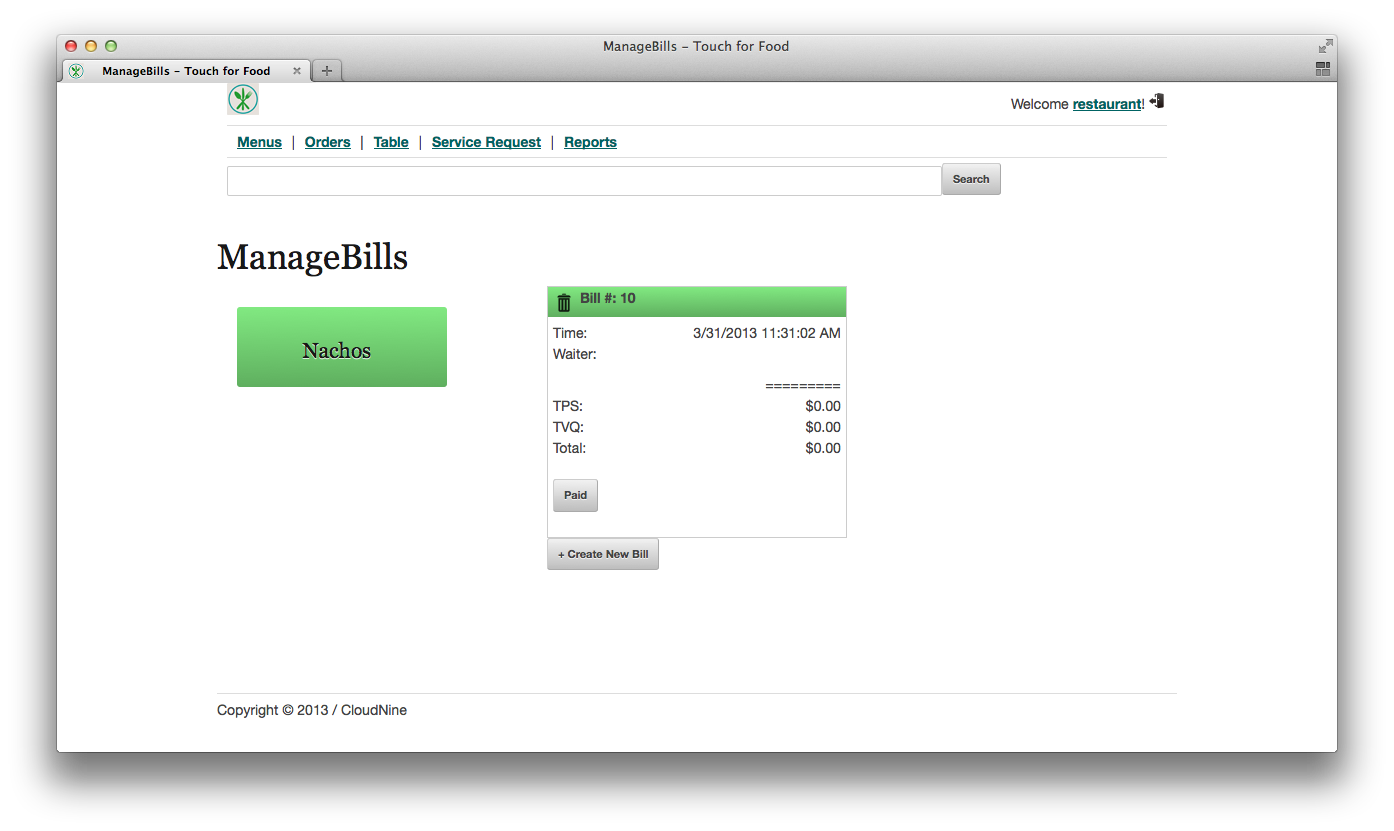 ManageBills – Touch for Food
ManageBills – Touch for Food
Welcome restaurant!
Menus | Orders | Table | Service Request | Reports
Search
ManageBills
Nachos
Bill #: 10
Time: 3/31/2013 11:31:02 AM
Waiter:
=========
TPS: $0.00
TVQ: $0.00
Total: $0.00
Paid
+ Create New Bill
Copyright © 2013 / CloudNine